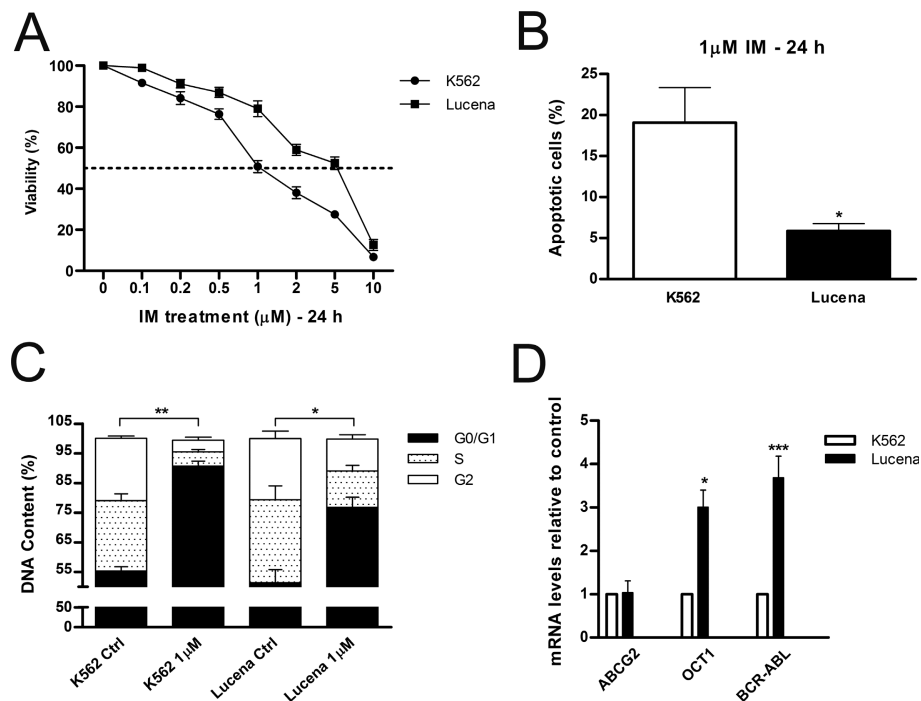 A
100
80
60
40
20
0
Viability (%)
0 0.1 0.2 0.5 1 2 5 10
IM treatment (μM) - 24 h
K562
Lucena
B
1μM IM - 24 h
25
20
15
10
5
0
Apoptotic cells (%)
*
K562 Lucena
C
105
95
85
75
65
55
50
0
DNA Content (%)
** *
G0/G1
S
G2
K562 Ctrl
K562 1μM
Lucena Ctrl
Lucena 1μM
D
5
4
3
2
1
0
mRNA levels relative to control
K562
Lucena
* ***
ABCG2
OCT1
BCR-ABL